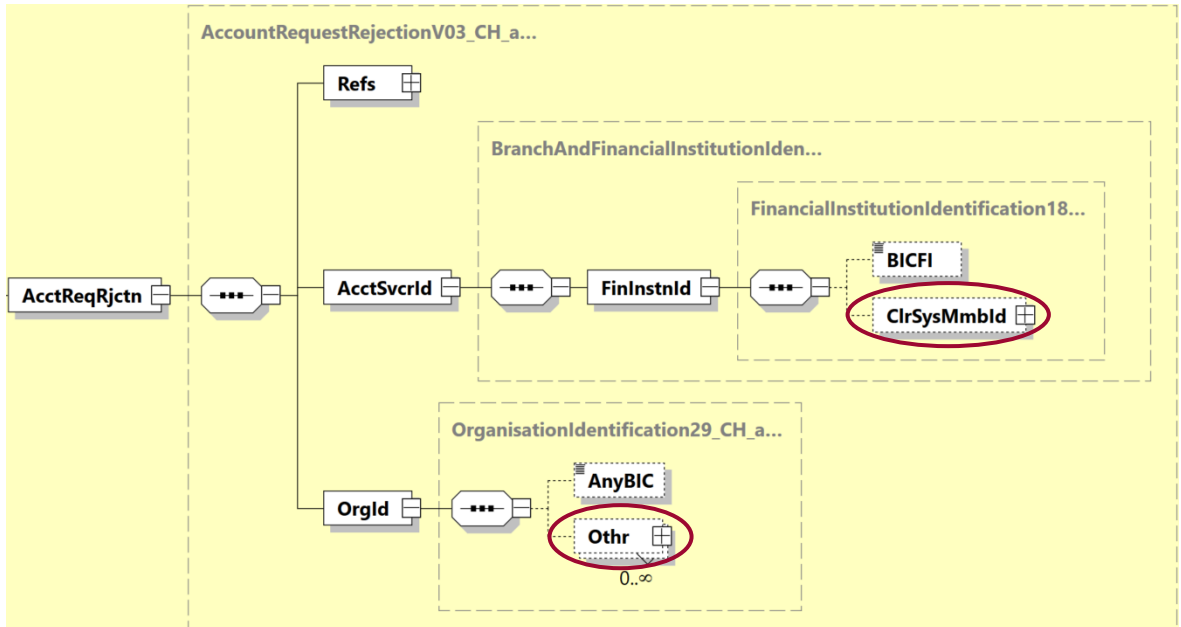 AccountRequestRejectionV03_CH_a...
Refs
BranchAndFinancialInstitutionIden...
FinancialInstitutionIdentification18...
BICFI
AcctReqRjctn
AcctSvcrId
FinInstnId
ClrSysMmbId
OrganisationIdentification29_CH_a...
AnyBIC
OrgId
Othr
0..∞